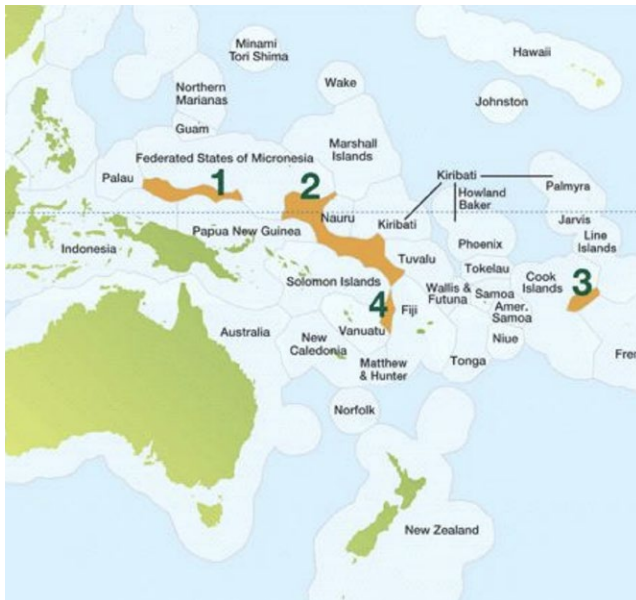 Minami
Tori Shima
Hawaii
Northern
Marianas
Wake
Johnston
Guam
Marshall
Islands
Federated States of Micronesia
Palau
1
2
Kiribati
Palmyra
Howland
Baker
Nauru
Kiribati
Jarvis
Papua New Guinea
Line
Islands
Indonesia
Phoenix
Tuvalu
Tokelau
Solomon Islands
Cook
Islands
3
Wallis &
Futuna
Samoa
Amer.
Samoa
4
Fiji
Australia
Vanuatu
New
Caledonia
Niue
Matthew
& Hunter
Tonga
Fre
Norfolk
New Zealand